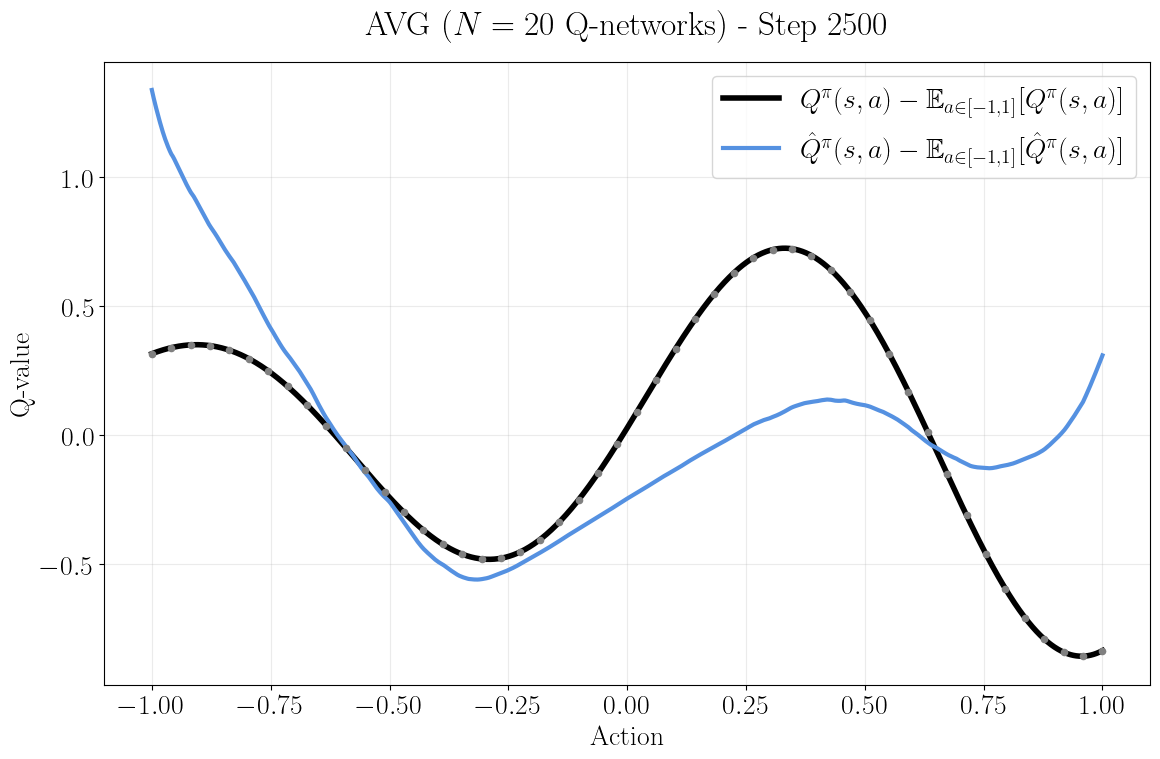 AVG (N = 20 Q-networks) - Step 2500
Q^π(s, a) − 𝔼_{a∈[−1,1]}[Q^π(s, a)]
Q̂^π(s, a) − 𝔼_{a∈[−1,1]}[Q̂^π(s, a)]
1.0
0.5
0.0
−0.5
Q-value
−1.00 −0.75 −0.50 −0.25 0.00 0.25 0.50 0.75 1.00
Action